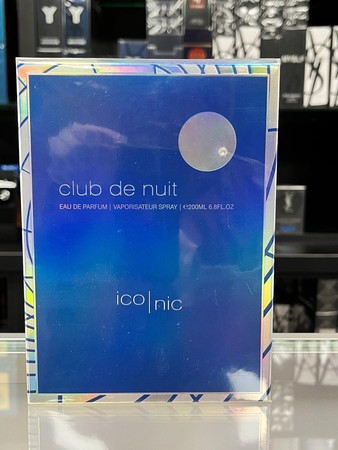 club de nuit
EAU DE PARFUM | VAPORISATEUR SPRAY | ℮200ML 6.8FL.OZ
ico|nic